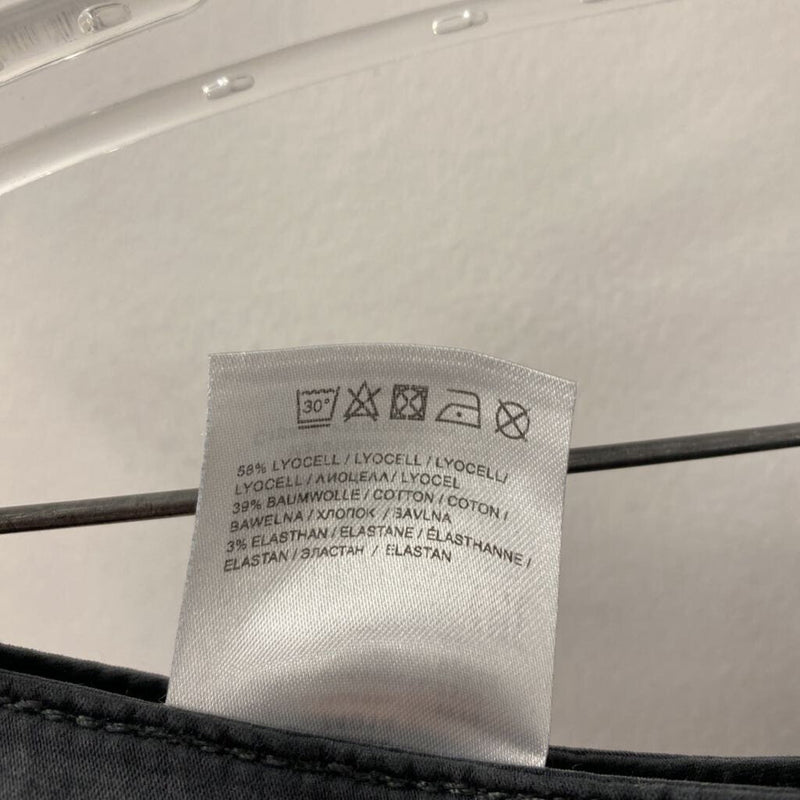 30°
58% LYOCELL / LYOCELL / LYOCELL/
LYOCELL / ЛИОЦЕЛЛ/ LYOCEL
39% BAUMWOLLE / COTTON / COTON /
BAWEŁNA / ХЛОПОК / BAVLNA
3% ELASTHAN / ELASTANE / ÉLASTHANNE /
ELASTAN / ЭЛАСТАН / ELASTAN